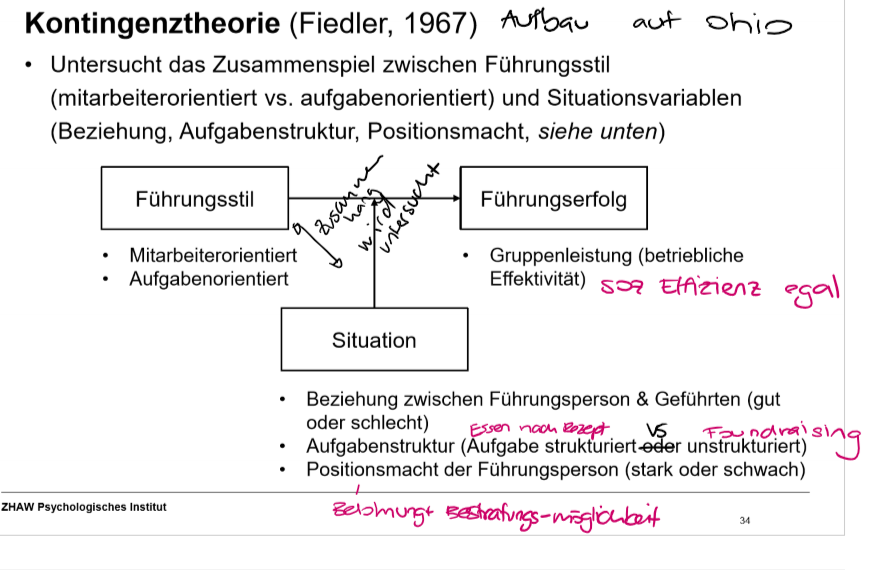 Kontingenztheorie (Fiedler, 1967) Aufbau auf Ohio
• Untersucht das Zusammenspiel zwischen Führungsstil
(mitarbeiterorientiert vs. aufgabenorientiert) und Situationsvariablen
(Beziehung, Aufgabenstruktur, Positionsmacht, siehe unten)
Führungsstil
Zusammen
hang
wird
untersucht
Führungserfolg
• Mitarbeiterorientiert
• Aufgabenorientiert
• Gruppenleistung (betriebliche
Effektivität) Effizienz egal
Situation
• Beziehung zwischen Führungsperson & Geführten (gut
oder schlecht)
Essen nach Rezept vs Foundraising
• Aufgabenstruktur (Aufgabe strukturiert oder unstrukturiert)
• Positionsmacht der Führungsperson (stark oder schwach)
Belohnung+ Bestrafungs-möglichkeit
ZHAW Psychologisches Institut
34